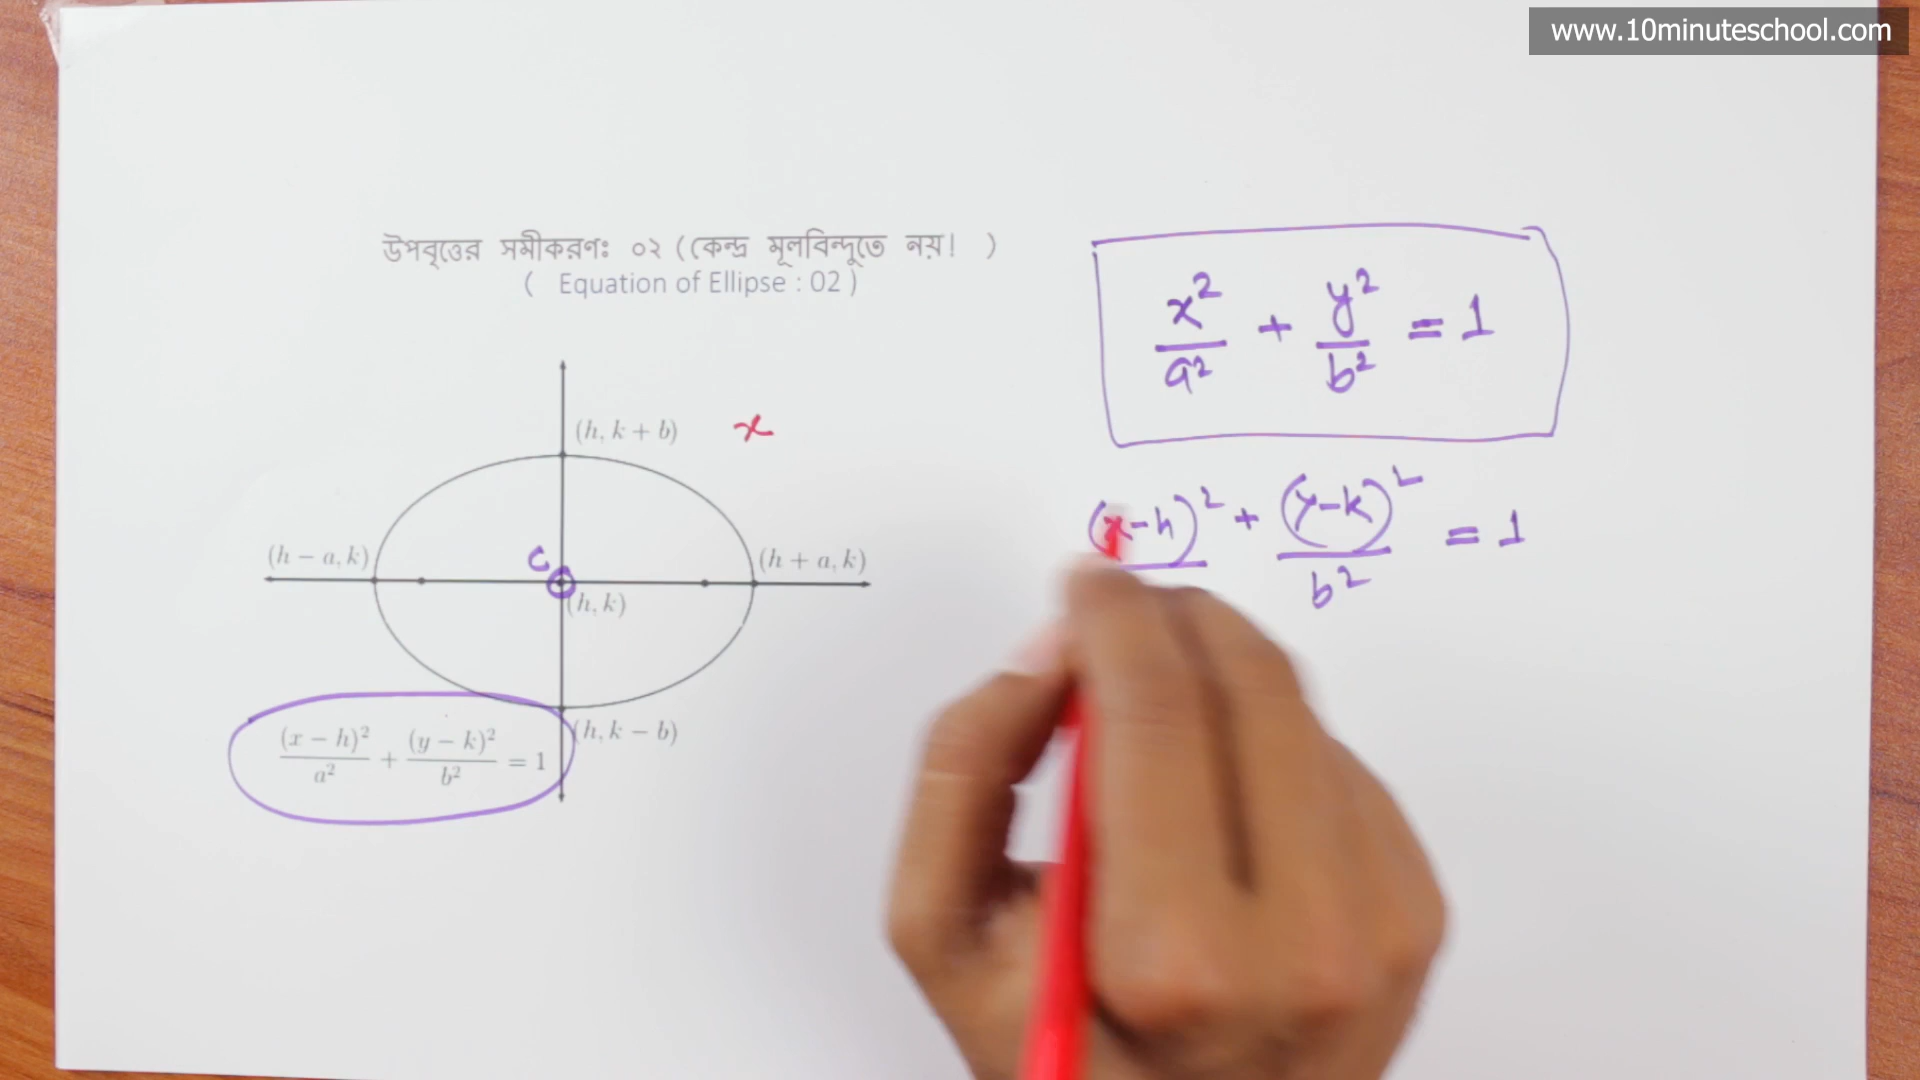 www.10minuteschool.com
উপবৃত্তের সমীকরণঃ ০২ ((কেন্দ্র মূলবিন্দুতে নয়! )
( Equation of Ellipse : 02 )
x²/a² + y²/b² = 1
(h, k + b) x
(x-h)² + (y-k)²/b² = 1
(h − a, k) C (h + a, k)
(h, k)
(h, k − b)
(x − h)²/a² + (y − k)²/b² = 1